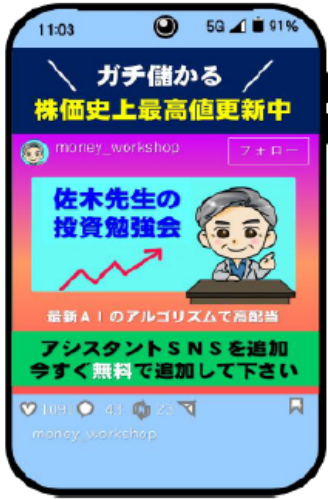 11:03 5G 91%
ガチ儲かる
株価史上最高値更新中
money_workshop フォロー
佐木先生の
投資勉強会
最新AIのアルゴリズムで高配当
アシスタントSNSを追加
今すぐ無料で追加して下さい
1091 43 23
money_workshop